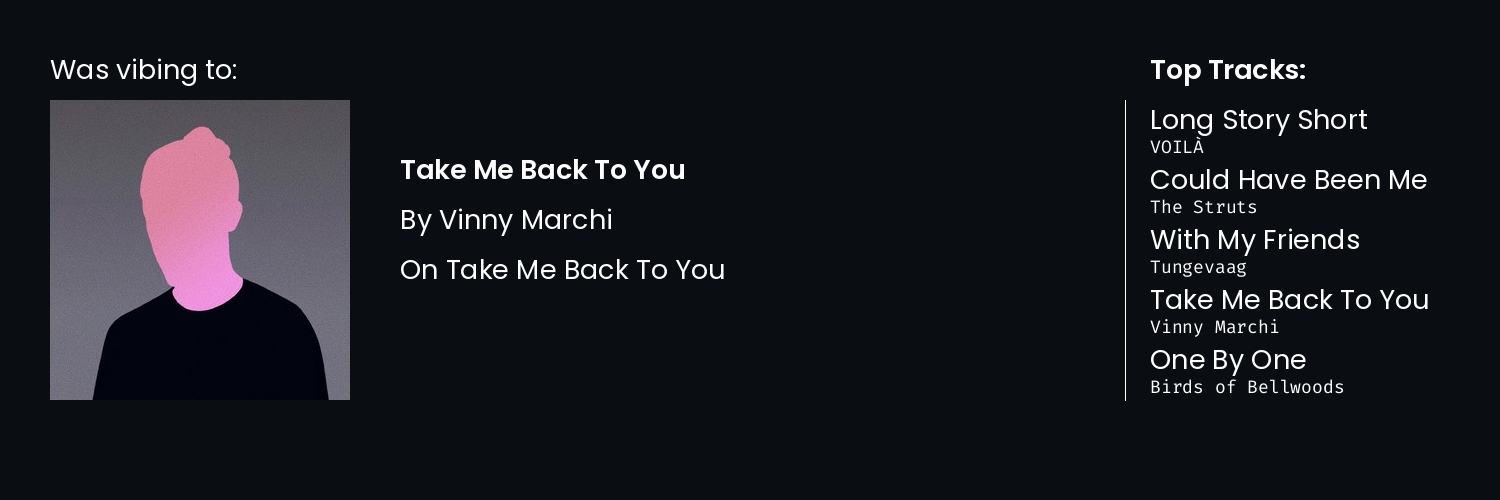 Was vibing to:
Take Me Back To You
By Vinny Marchi
On Take Me Back To You
Top Tracks:
Long Story Short
VOILÀ
Could Have Been Me
The Struts
With My Friends
Tungevaag
Take Me Back To You
Vinny Marchi
One By One
Birds of Bellwoods